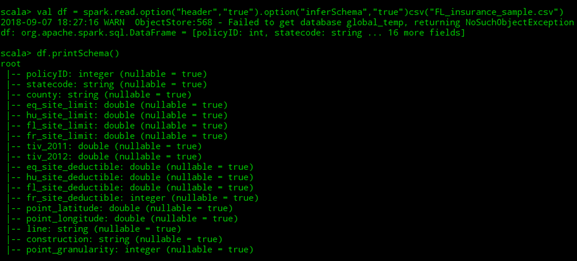 scala> val df = spark.read.option("header","true").option("inferSchema","true")csv("FL_insurance_sample.csv")
2018-09-07 18:27:16 WARN  ObjectStore:568 - Failed to get database global_temp, returning NoSuchObjectException
df: org.apache.spark.sql.DataFrame = [policyID: int, statecode: string ... 16 more fields]

scala> df.printSchema()
root
 |-- policyID: integer (nullable = true)
 |-- statecode: string (nullable = true)
 |-- county: string (nullable = true)
 |-- eq_site_limit: double (nullable = true)
 |-- hu_site_limit: double (nullable = true)
 |-- fl_site_limit: double (nullable = true)
 |-- fr_site_limit: double (nullable = true)
 |-- tiv_2011: double (nullable = true)
 |-- tiv_2012: double (nullable = true)
 |-- eq_site_deductible: double (nullable = true)
 |-- hu_site_deductible: double (nullable = true)
 |-- fl_site_deductible: double (nullable = true)
 |-- fr_site_deductible: integer (nullable = true)
 |-- point_latitude: double (nullable = true)
 |-- point_longitude: double (nullable = true)
 |-- line: string (nullable = true)
 |-- construction: string (nullable = true)
 |-- point_granularity: integer (nullable = true)